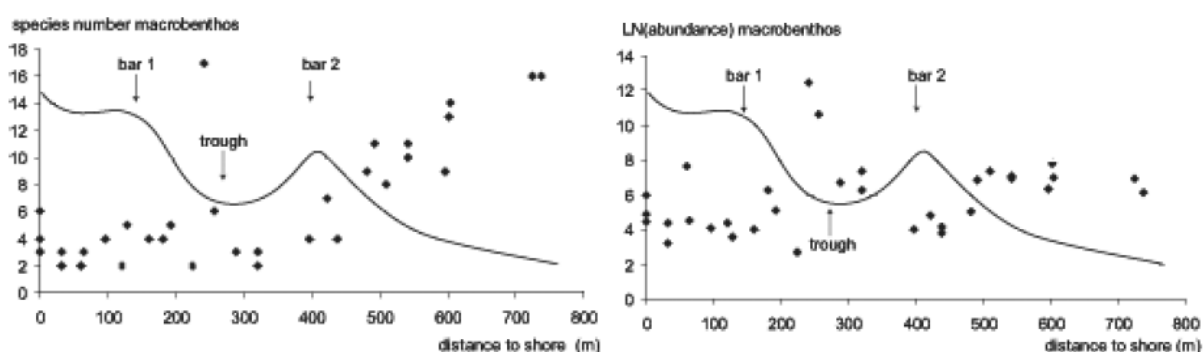 species number macrobenthos
18
16
14
12
10
8
6
4
2
0
bar 1
bar 2
trough
0 100 200 300 400 500 600 700 800
distance to shore (m)
LN(abundance) macrobenthos
14
12
10
8
6
4
2
0
bar 1
bar 2
trough
0 100 200 300 400 500 600 700 800
distance to shore (m)